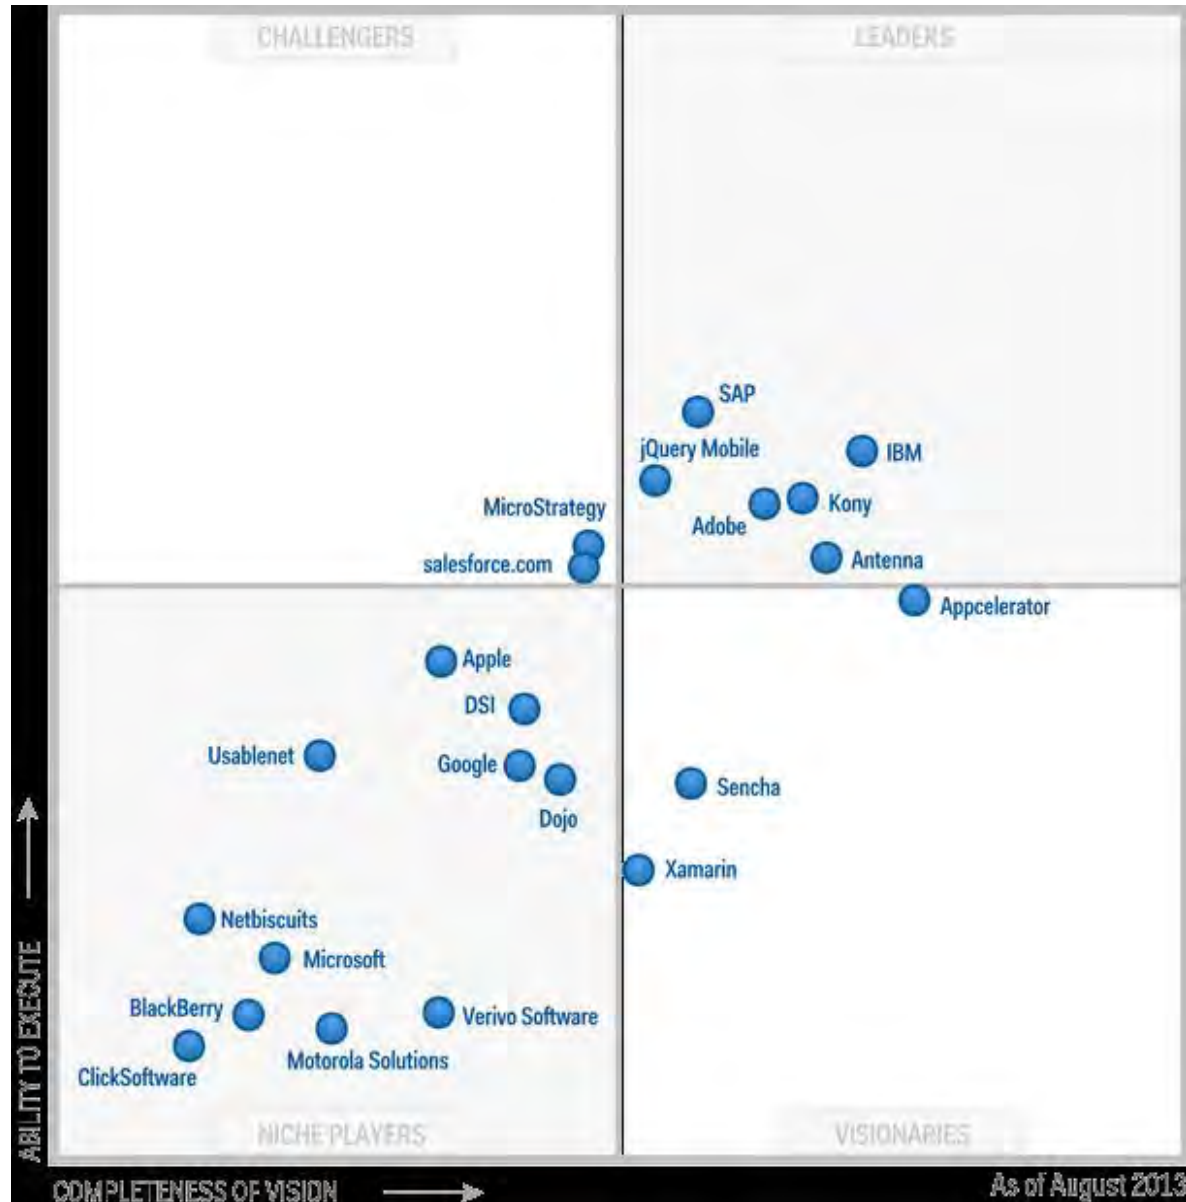 CHALLENGERS
LEADERS
SAP
jQuery Mobile
IBM
MicroStrategy
Kony
Adobe
salesforce.com
Antenna
Appcelerator
Apple
DSI
Usablenet
Google
Sencha
Dojo
Xamarin
Netbiscuits
Microsoft
BlackBerry
Verivo Software
Motorola Solutions
ClickSoftware
NICHE PLAYERS
VISIONARIES
ABILITY TO EXECUTE
COMPLETENESS OF VISION
As of August 2013